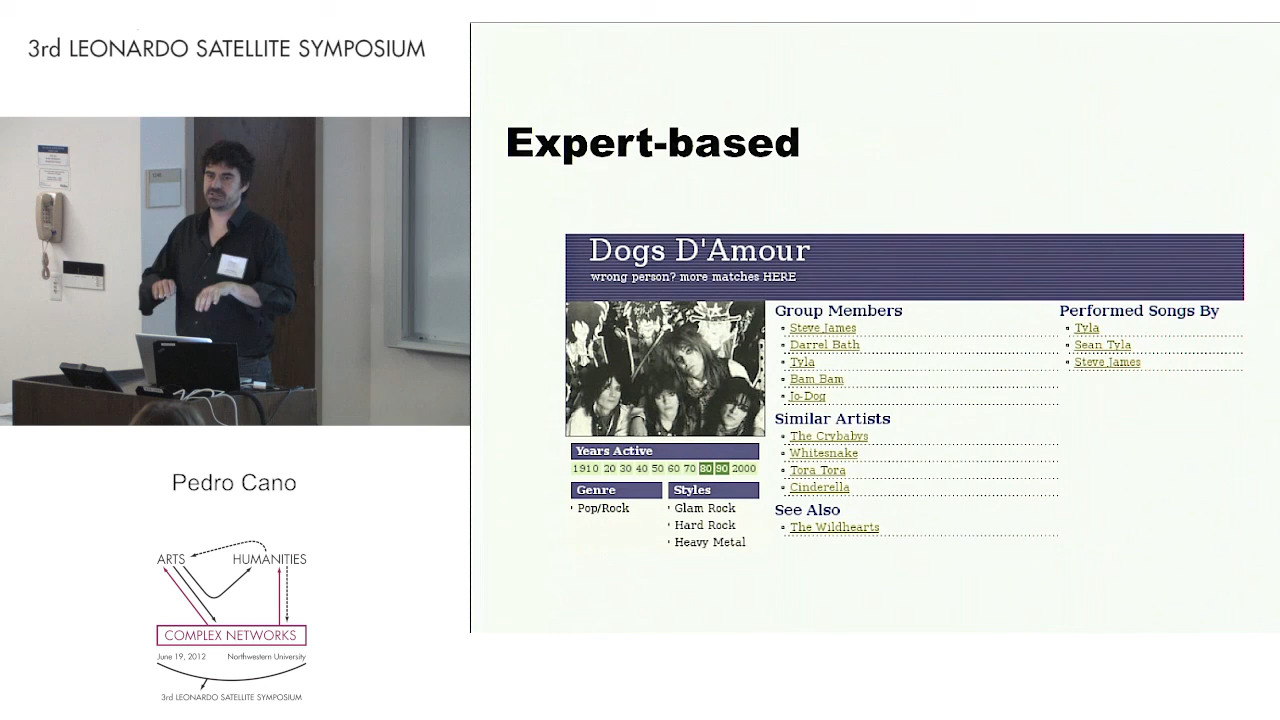 3rd LEONARDO SATELLITE SYMPOSIUM
Expert-based
Dogs D'Amour
wrong person? more matches HERE
Group Members
Steve James
Darrel Bath
Tyla
Bam Bam
Jo-Dog
Similar Artists
The Crybabys
Whitesnake
Tora Tora
Cinderella
See Also
The Wildhearts
Performed Songs By
Tyla
Sean Tyla
Steve James
Years Active
1910 20 30 40 50 60 70 80 90 2000
Genre
Pop/Rock
Styles
Glam Rock
Hard Rock
Heavy Metal
Pedro Cano
ARTS
HUMANITIES
COMPLEX NETWORKS
June 19, 2012 Northwestern University
3rd LEONARDO SATELLITE SYMPOSIUM